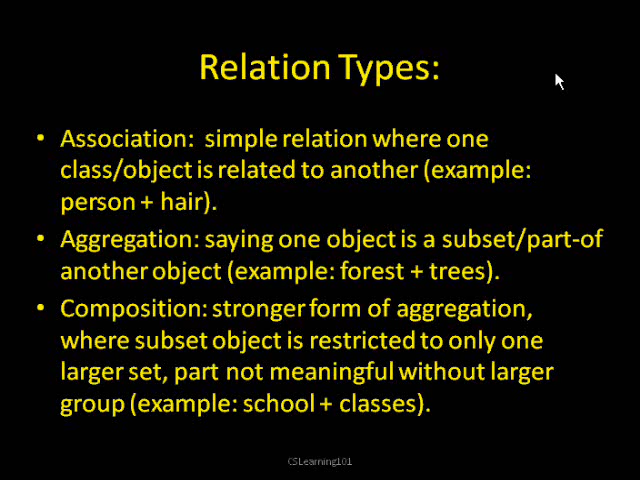 Relation Types:
• Association: simple relation where one
class/object is related to another (example:
person + hair).
• Aggregation: saying one object is a subset/part-of
another object (example: forest + trees).
• Composition: stronger form of aggregation,
where subset object is restricted to only one
larger set, part not meaningful without larger
group (example: school + classes).
CSLearning101